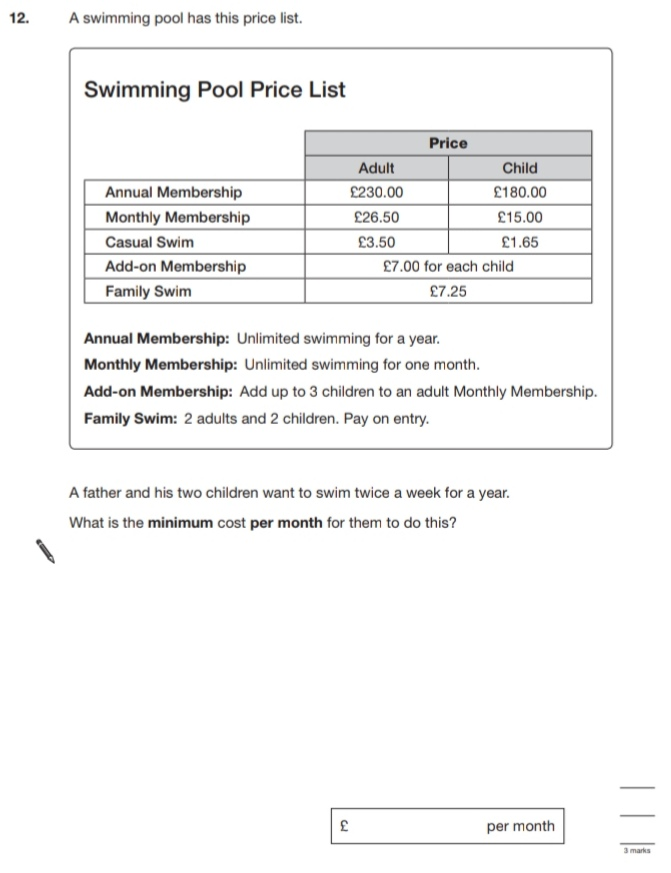 12. A swimming pool has this price list.
Swimming Pool Price List
Price
Adult Child
Annual Membership £230.00 £180.00
Monthly Membership £26.50 £15.00
Casual Swim £3.50 £1.65
Add-on Membership £7.00 for each child
Family Swim £7.25
Annual Membership: Unlimited swimming for a year.
Monthly Membership: Unlimited swimming for one month.
Add-on Membership: Add up to 3 children to an adult Monthly Membership.
Family Swim: 2 adults and 2 children. Pay on entry.
A father and his two children want to swim twice a week for a year.
What is the minimum cost per month for them to do this?
£ per month
3 marks